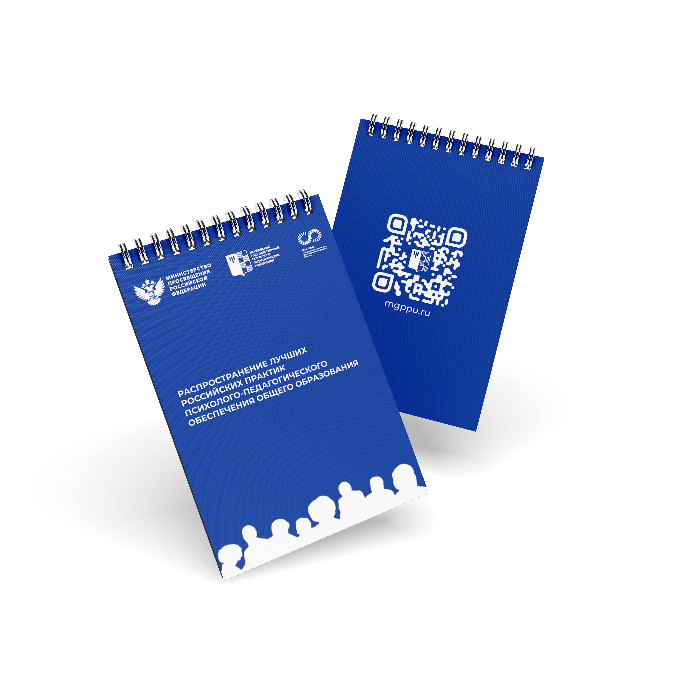 МИНИСТЕРСТВО
ПРОСВЕЩЕНИЯ
РОССИЙСКОЙ
ФЕДЕРАЦИИ
РАСПРОСТРАНЕНИЕ ЛУЧШИХ
РОССИЙСКИХ ПРАКТИК
ПСИХОЛОГО-ПЕДАГОГИЧЕСКОГО
ОБЕСПЕЧЕНИЯ ОБЩЕГО ОБРАЗОВАНИЯ
mgppu.ru